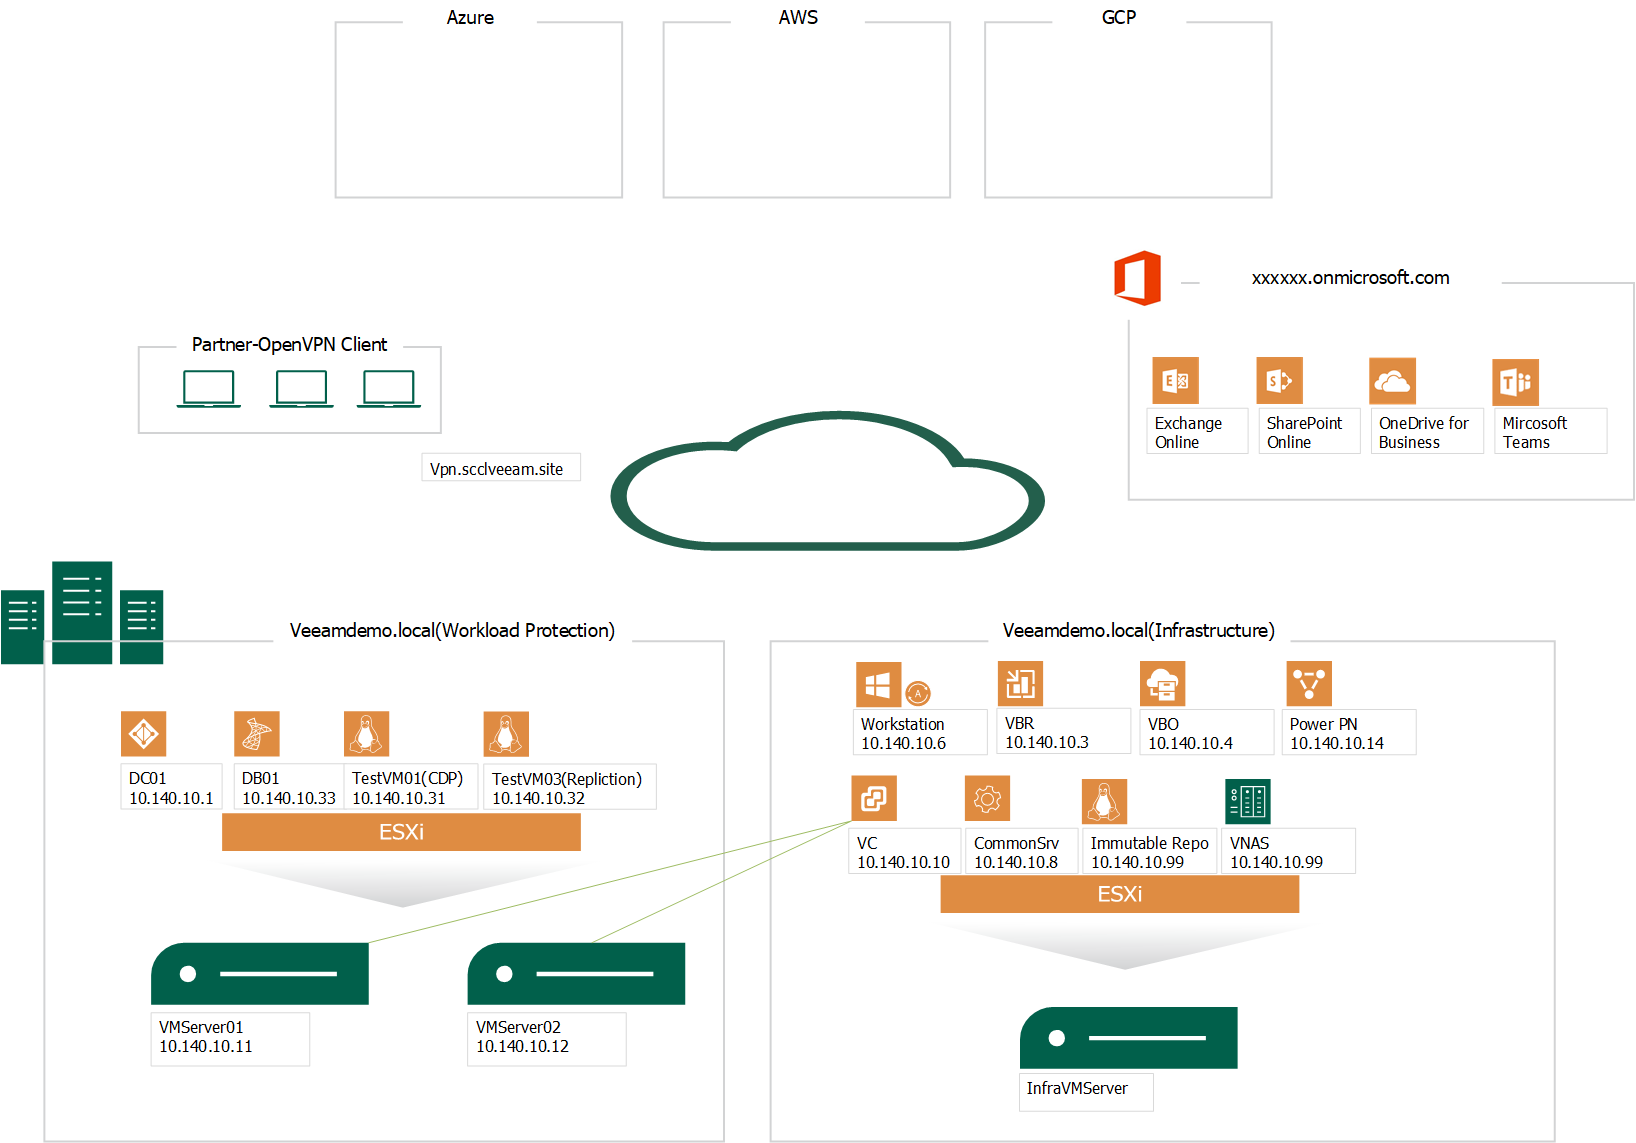 Azure
AWS
GCP
xxxxxx.onmicrosoft.com
Partner-OpenVPN Client
E
S
T
Exchange
Online
SharePoint
Online
OneDrive for
Business
Mircosoft
Teams
Vpn.scclveeam.site
Veeamdemo.local(Workload Protection)
DC01
10.140.10.1
DB01
10.140.10.33
TestVM01(CDP)
10.140.10.31
TestVM03(Repliction)
10.140.10.32
ESXi
VMServer01
10.140.10.11
VMServer02
10.140.10.12
Veeamdemo.local(Infrastructure)
A
Workstation
10.140.10.6
VBR
10.140.10.3
VBO
10.140.10.4
Power PN
10.140.10.14
VC
10.140.10.10
CommonSrv
10.140.10.8
Immutable Repo
10.140.10.99
VNAS
10.140.10.99
ESXi
InfraVMServer